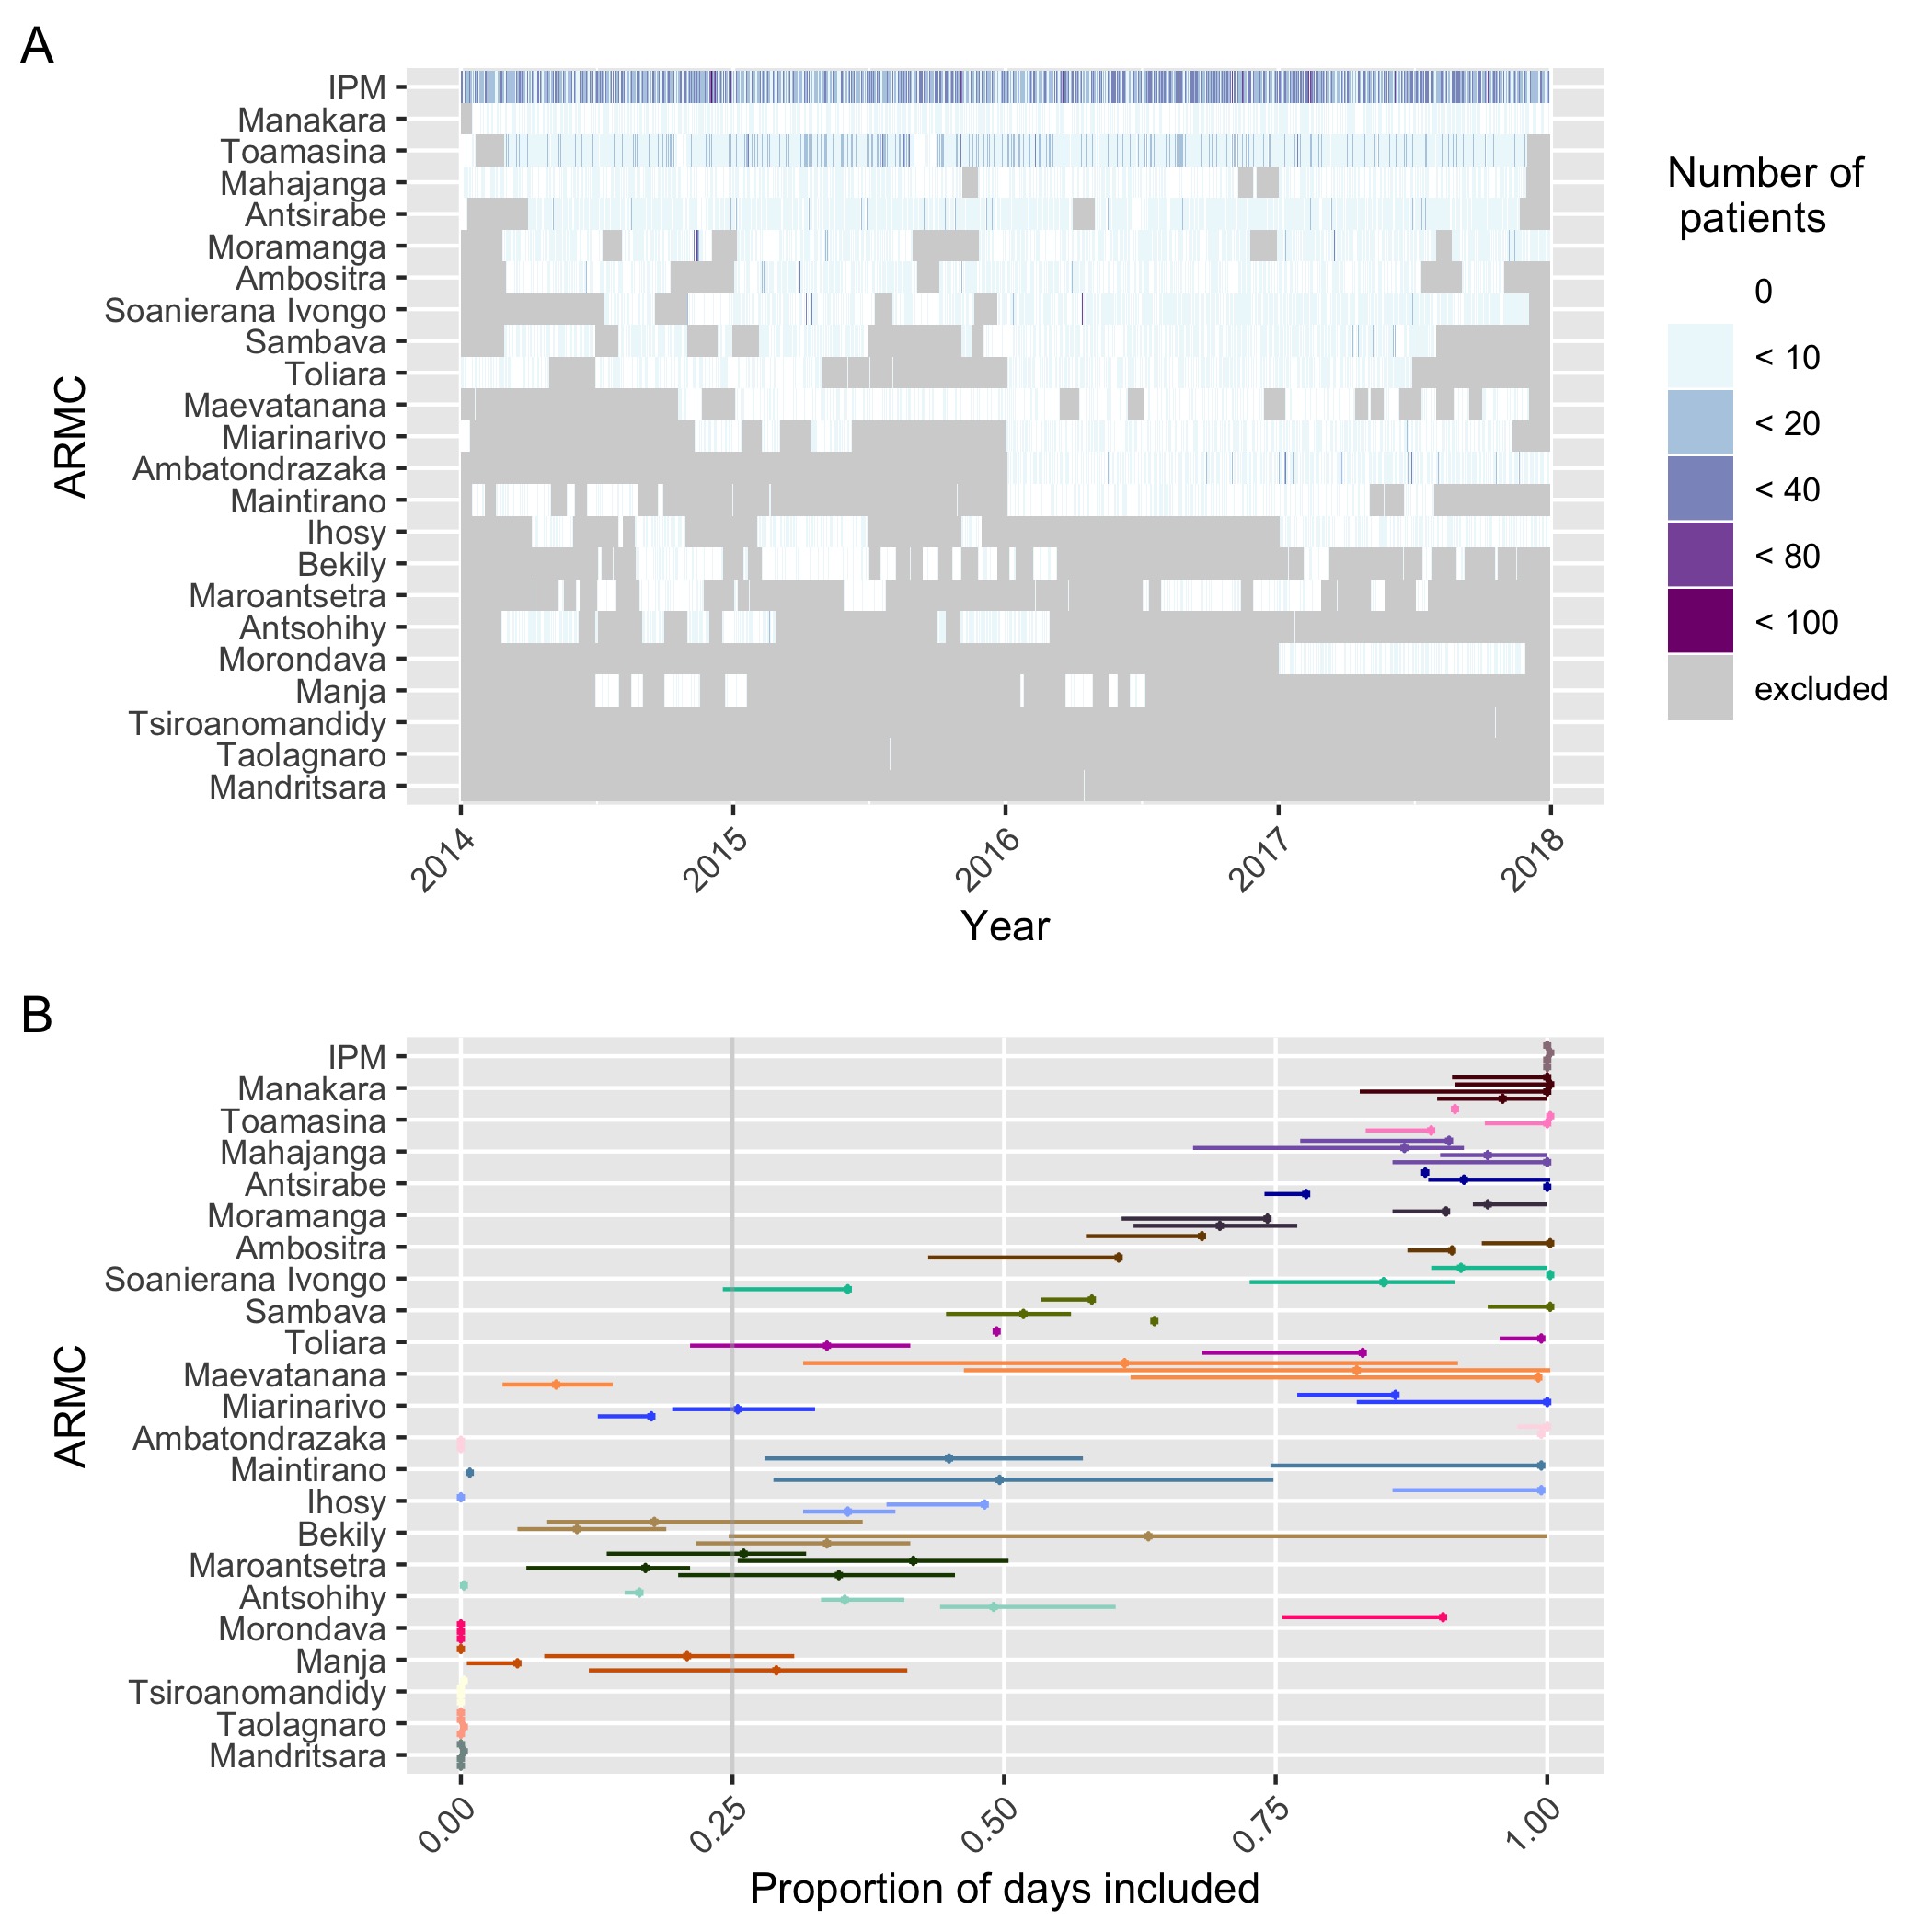 A
IPM
Manakara
Toamasina
Mahajanga
Antsirabe
Moramanga
Ambositra
Soanierana Ivongo
Sambava
Toliara
Maevatanana
Miarinarivo
Ambatondrazaka
Maintirano
Ihosy
Bekily
Maroantsetra
Antsohihy
Morondava
Manja
Tsiroanomandidy
Taolagnaro
Mandritsara
ARMC
2014
2015
2016
2017
2018
Year
Number of
patients
0
< 10
< 20
< 40
< 80
< 100
excluded
B
IPM
Manakara
Toamasina
Mahajanga
Antsirabe
Moramanga
Ambositra
Soanierana Ivongo
Sambava
Toliara
Maevatanana
Miarinarivo
Ambatondrazaka
Maintirano
Ihosy
Bekily
Maroantsetra
Antsohihy
Morondava
Manja
Tsiroanomandidy
Taolagnaro
Mandritsara
ARMC
0.00
0.25
0.50
0.75
1.00
Proportion of days included